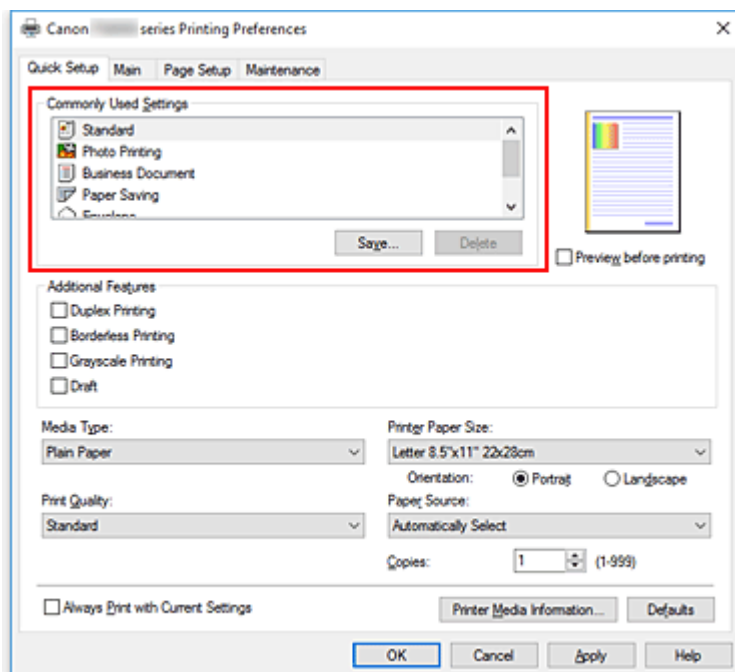 Canon series Printing Preferences
Quick Setup Main Page Setup Maintenance
Commonly Used Settings
Standard
Photo Printing
Business Document
Paper Saving
Envelope
Save... Delete
Preview before printing
Additional Features
Duplex Printing
Borderless Printing
Grayscale Printing
Draft
Media Type: Printer Paper Size:
Plain Paper Letter 8.5"x11" 22x28cm
Orientation: Portrait Landscape
Print Quality: Paper Source:
Standard Automatically Select
Copies: 1 (1-999)
Always Print with Current Settings Printer Media Information... Defaults
OK Cancel Apply Help